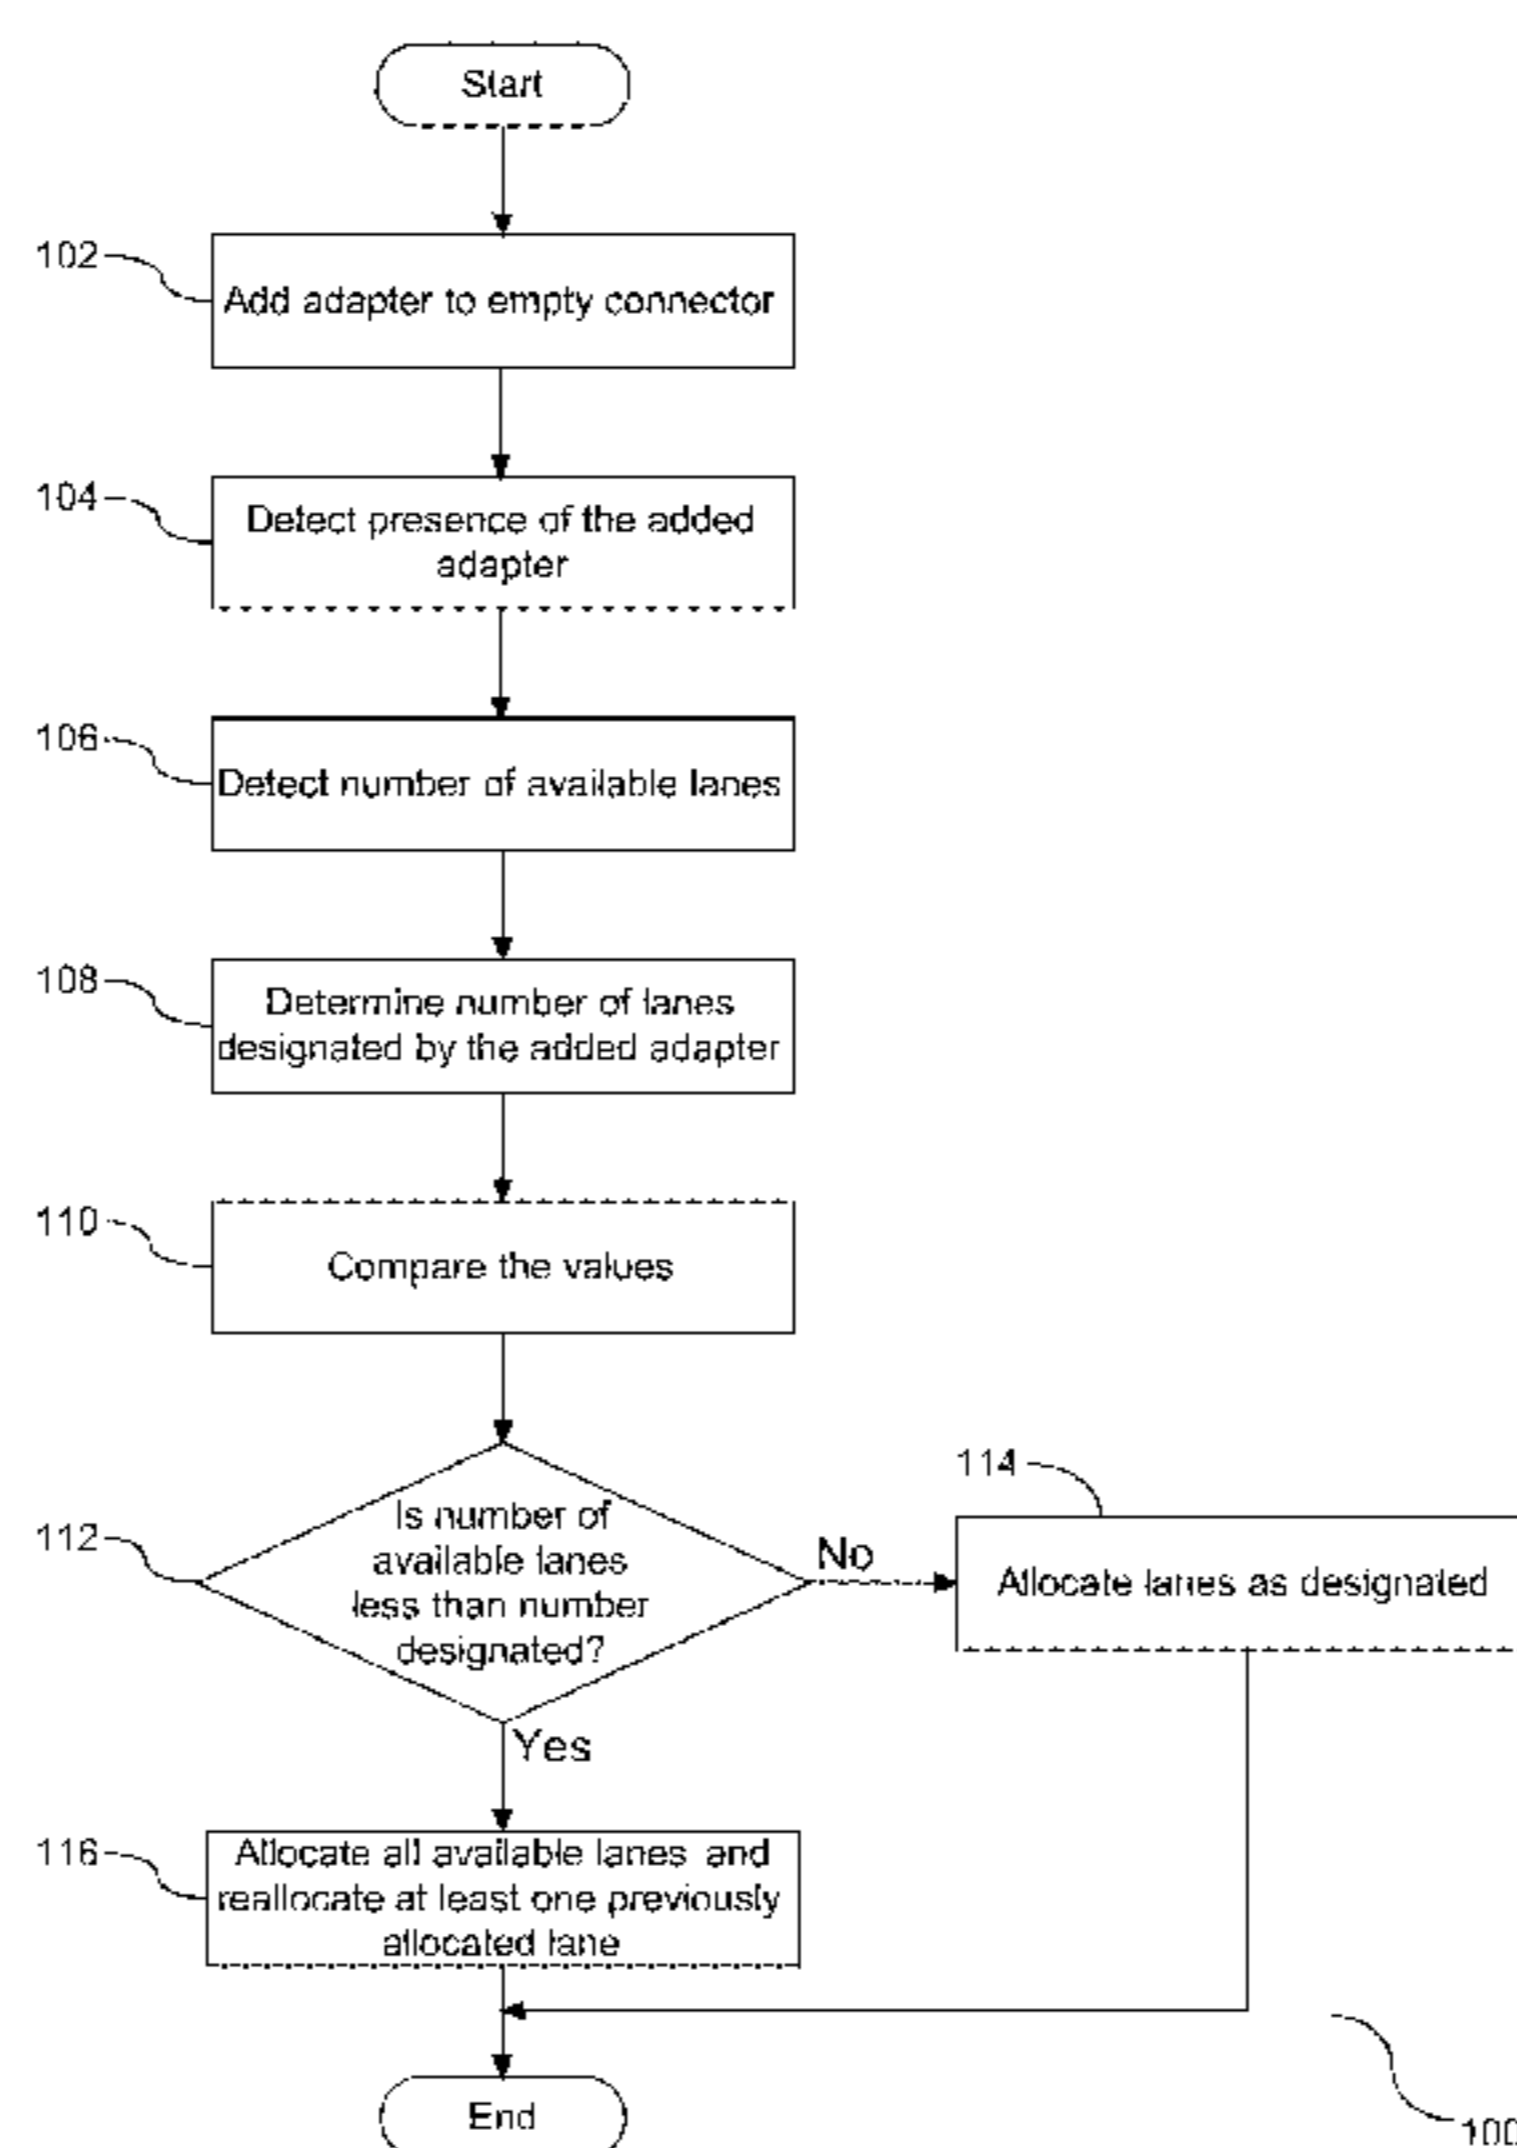 Start
102
Add adapter to empty connector
104
Detect presence of the added
adapter
106
Detect number of available lanes
108
Determine number of lanes
designated by the added adapter
110
Compare the values
112
Is number of
available lanes
less than number
designated?
No
114
Allocate lanes as designated
Yes
116
Allocate all available lanes and
reallocate at least one previously
allocated lane
End
100